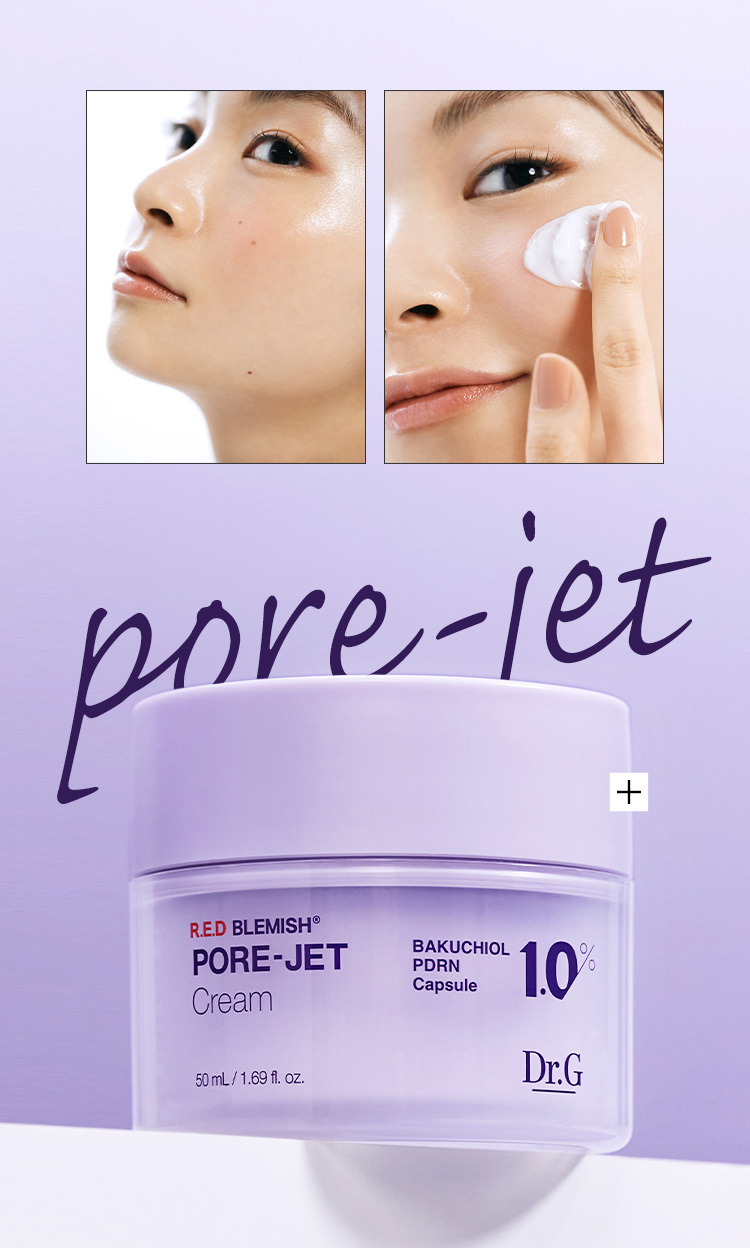 pore-jet
R.E.D BLEMISH®
PORE-JET
Cream
50 mL / 1.69 fl. oz.
BAKUCHIOL
PDRN
Capsule
1.0%
Dr.G